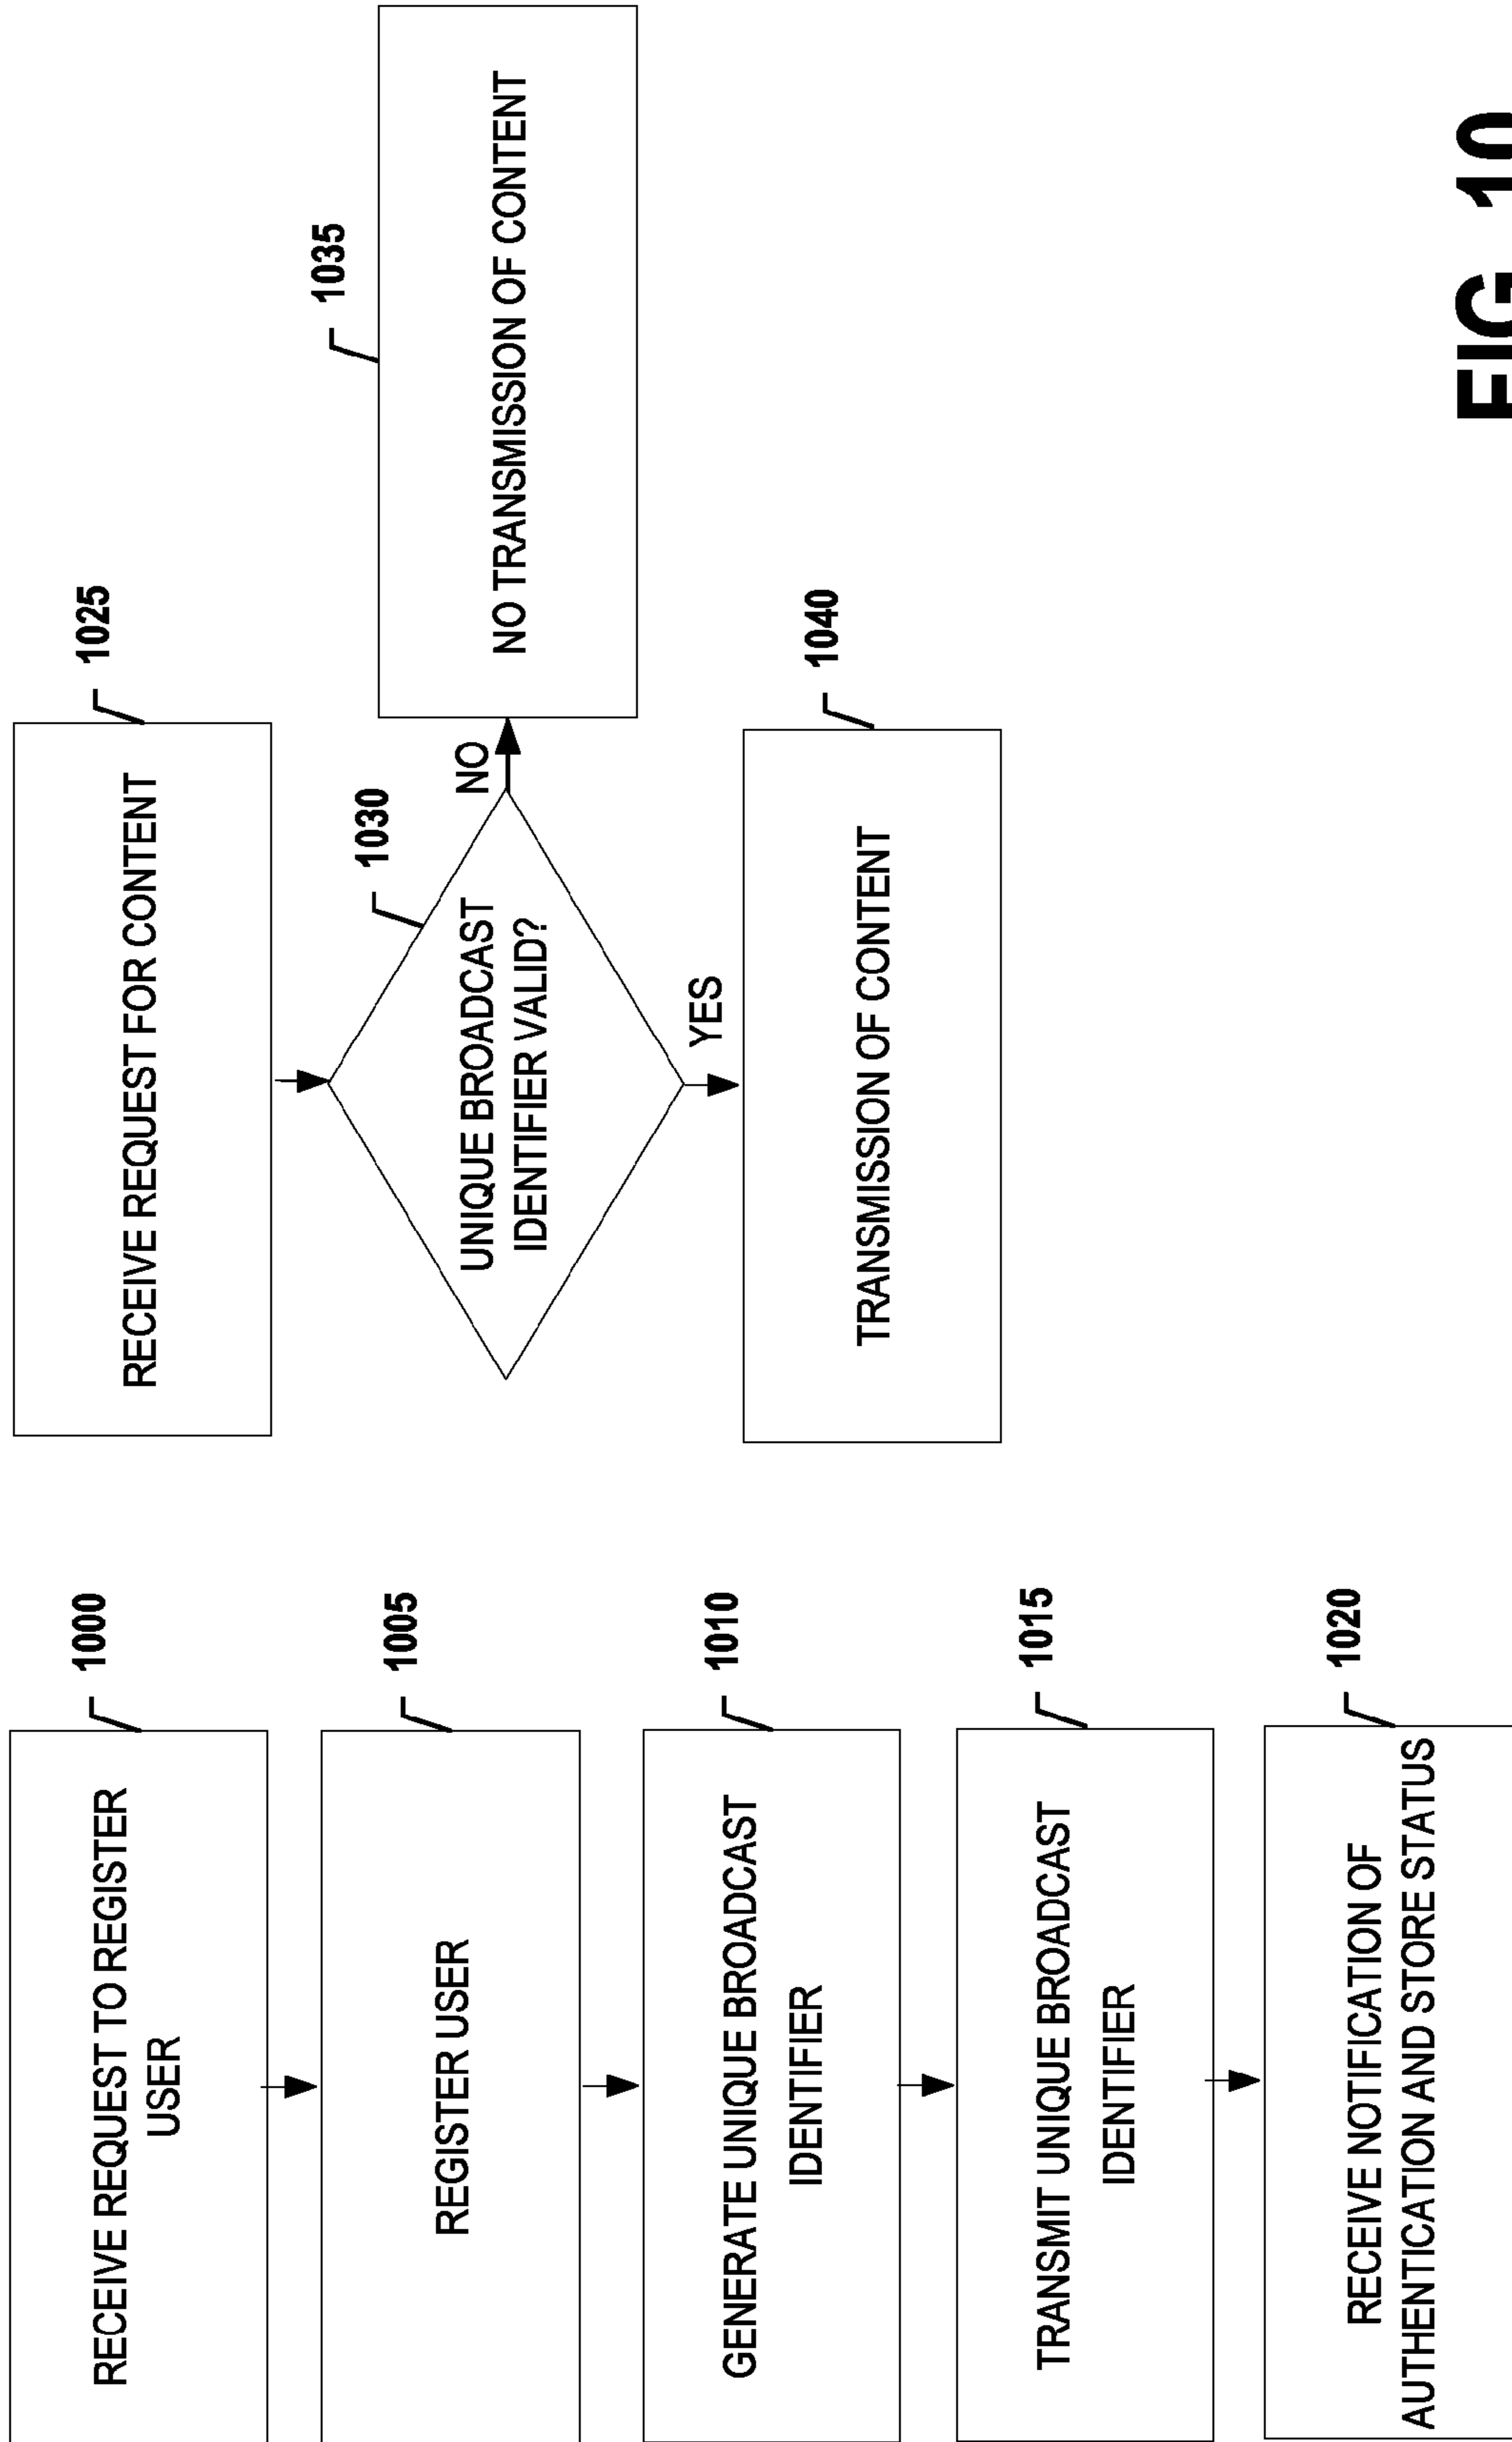 1000
RECEIVE REQUEST TO REGISTER
USER
1005
REGISTER USER
1010
GENERATE UNIQUE BROADCAST
IDENTIFIER
1015
TRANSMIT UNIQUE BROADCAST
IDENTIFIER
1020
RECEIVE NOTIFICATION OF
AUTHENTICATION AND STORE STATUS
1025
RECEIVE REQUEST FOR CONTENT
1030
UNIQUE BROADCAST
IDENTIFIER VALID?
NO
1035
NO TRANSMISSION OF CONTENT
YES
1040
TRANSMISSION OF CONTENT
FIG. 10